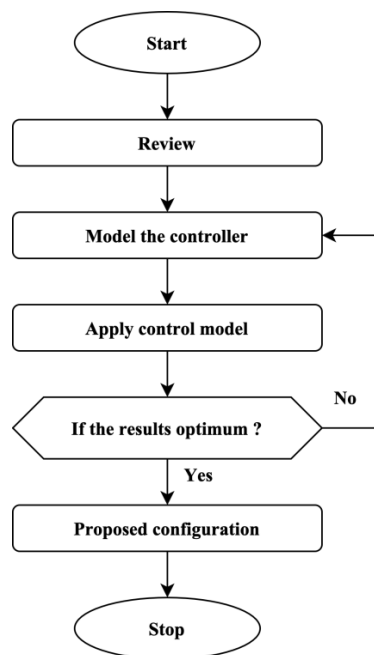 Start
Review
Model the controller
Apply control model
If the results optimum ?
No
Yes
Proposed configuration
Stop